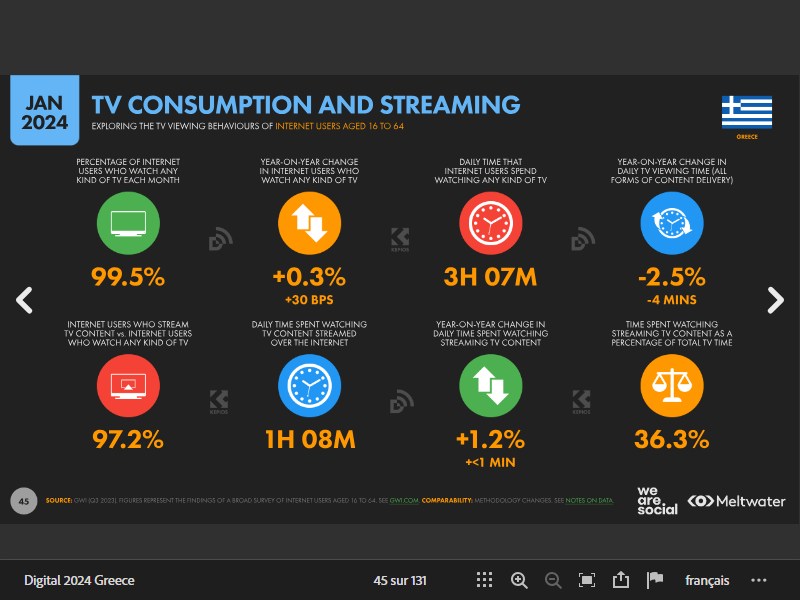 JAN
2024
TV CONSUMPTION AND STREAMING
EXPLORING THE TV VIEWING BEHAVIOURS OF INTERNET USERS AGED 16 TO 64
GREECE
PERCENTAGE OF INTERNET
USERS WHO WATCH ANY
KIND OF TV EACH MONTH
99.5%
YEAR-ON-YEAR CHANGE
IN INTERNET USERS WHO
WATCH ANY KIND OF TV
+0.3%
+30 BPS
DAILY TIME THAT
INTERNET USERS SPEND
WATCHING ANY KIND OF TV
3H 07M
YEAR-ON-YEAR CHANGE IN
DAILY TV VIEWING TIME (ALL
FORMS OF CONTENT DELIVERY)
-2.5%
-4 MINS
KEPIOS
INTERNET USERS WHO STREAM
TV CONTENT vs. INTERNET USERS
WHO WATCH ANY KIND OF TV
97.2%
DAILY TIME SPENT WATCHING
TV CONTENT STREAMED
OVER THE INTERNET
1H 08M
YEAR-ON-YEAR CHANGE IN
DAILY TIME SPENT WATCHING
STREAMING TV CONTENT
+1.2%
+<1 MIN
TIME SPENT WATCHING
STREAMING TV CONTENT AS A
PERCENTAGE OF TOTAL TV TIME
36.3%
KEPIOS
KEPIOS
45
SOURCE: GWI (Q3 2023). FIGURES REPRESENT THE FINDINGS OF A BROAD SURVEY OF INTERNET USERS AGED 16 TO 64. SEE GWI.COM. COMPARABILITY: METHODOLOGY CHANGES. SEE NOTES ON DATA.
we
are.
social
Meltwater
Digital 2024 Greece
45 sur 131
français